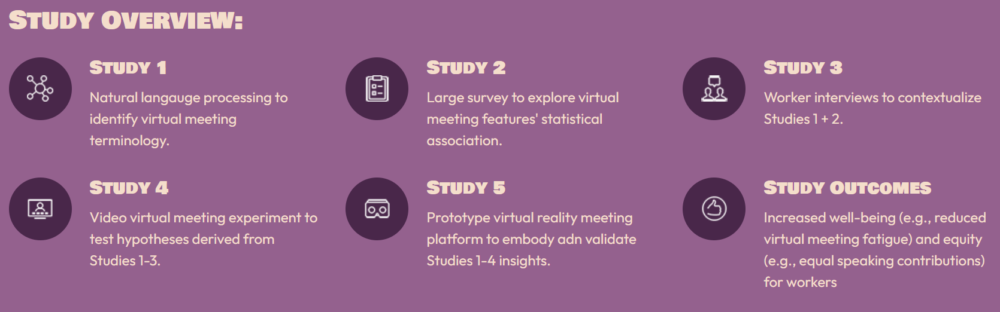 STUDY OVERVIEW:
STUDY 1
Natural langauge processing to
identify virtual meeting
terminology.
STUDY 2
Large survey to explore virtual
meeting features' statistical
association.
STUDY 3
Worker interviews to contextualize
Studies 1 + 2.
STUDY 4
Video virtual meeting experiment to
test hypotheses derived from
Studies 1-3.
STUDY 5
Prototype virtual reality meeting
platform to embody adn validate
Studies 1-4 insights.
STUDY OUTCOMES
Increased well-being (e.g., reduced
virtual meeting fatigue) and equity
(e.g., equal speaking contributions)
for workers